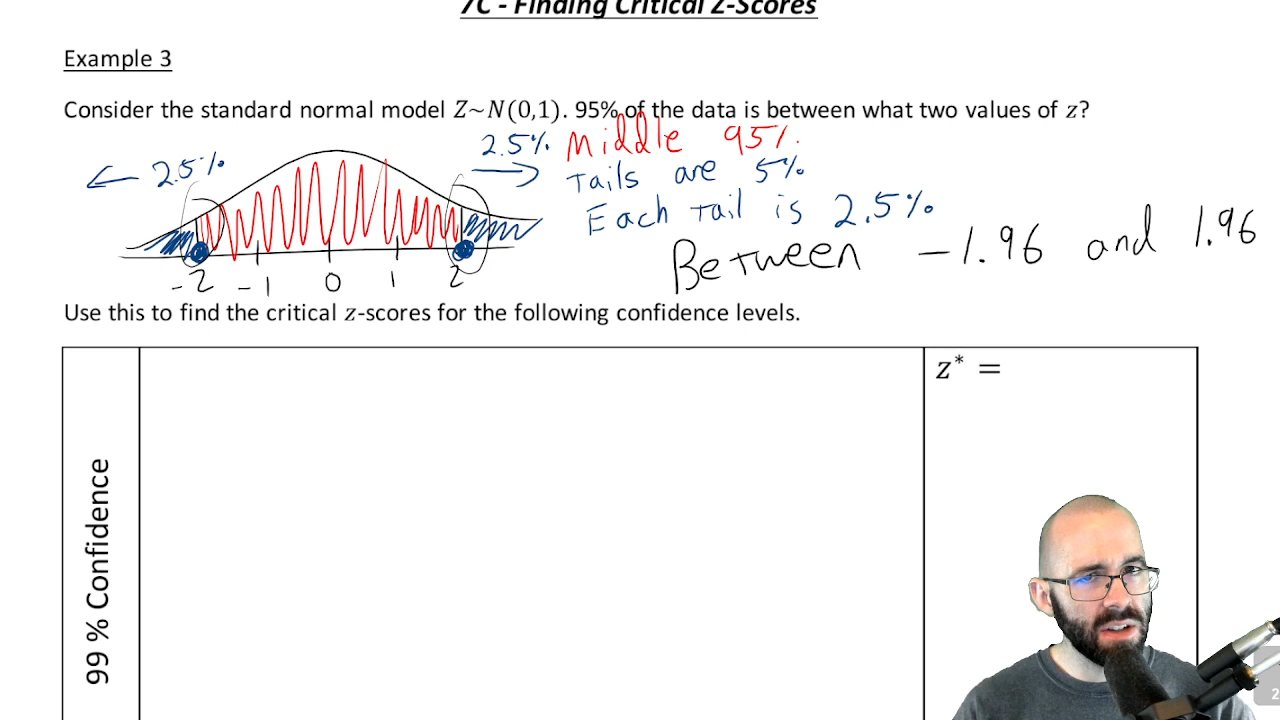 7C - Finding Critical Z-Scores
Example 3
Consider the standard normal model Z~N(0,1). 95% of the data is between what two values of z?
2.5% Middle 95%.
← 2.5% → Tails are 5%
Each Tail is 2.5%
Between -1.96 and 1.96
-2 -1 0 1 2
Use this to find the critical z-scores for the following confidence levels.
z* =
99 % Confidence
2